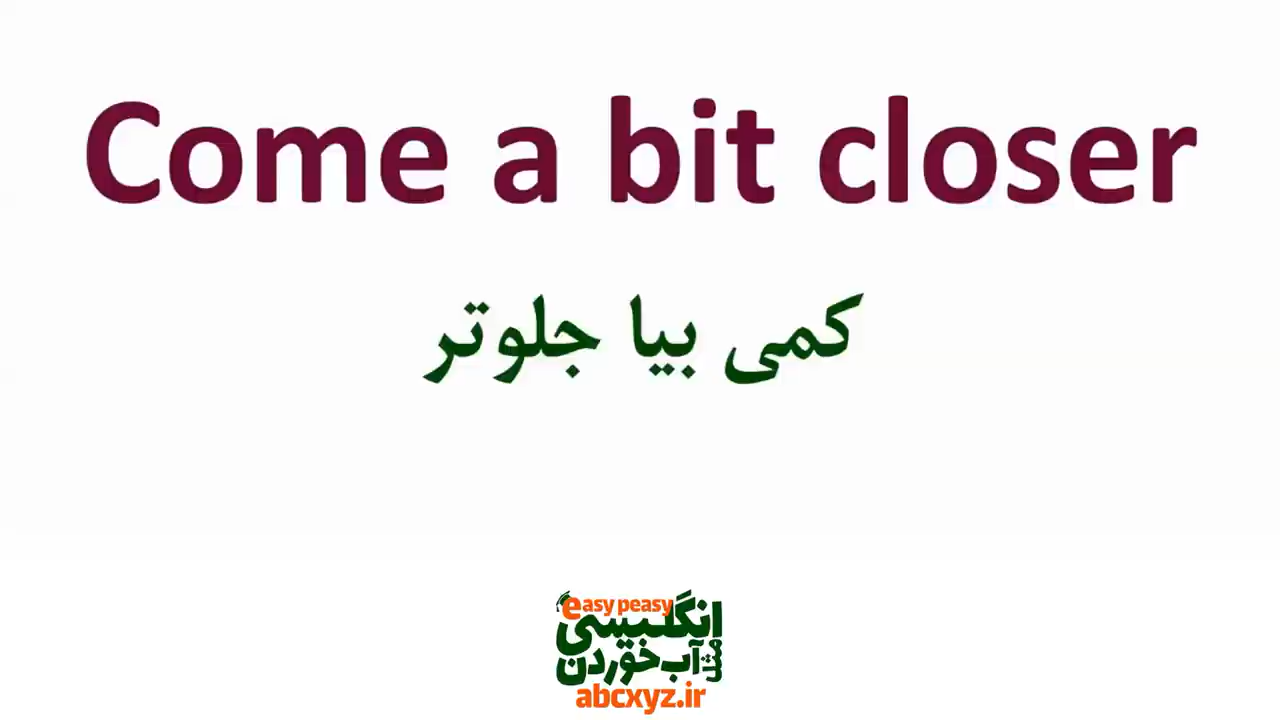 Come a bit closer
کمی بیا جلوتر
easy peasy
انگلیسی
مثل آب خوردن
abcxyz.ir